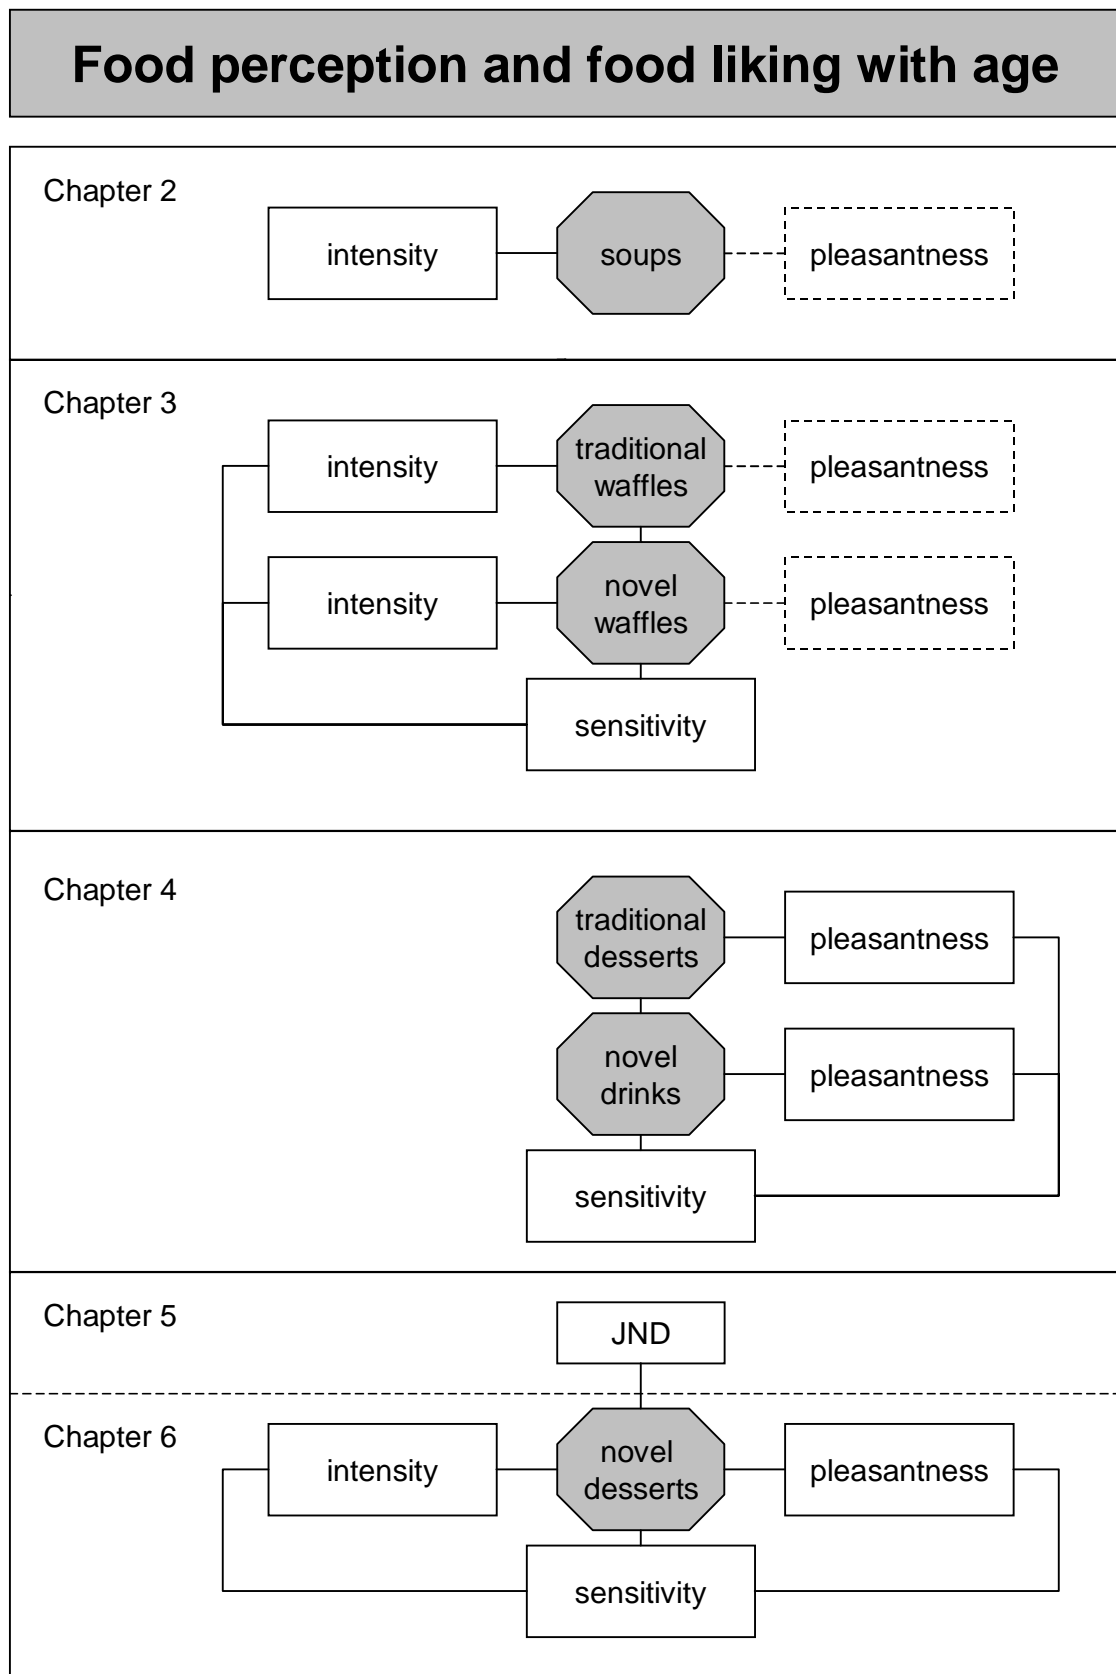 Food perception and food liking with age
Chapter 2
intensity
soups
pleasantness
Chapter 3
intensity
traditional
waffles
pleasantness
intensity
novel
waffles
pleasantness
sensitivity
Chapter 4
traditional
desserts
pleasantness
novel
drinks
pleasantness
sensitivity
Chapter 5
JND
Chapter 6
intensity
novel
desserts
pleasantness
sensitivity